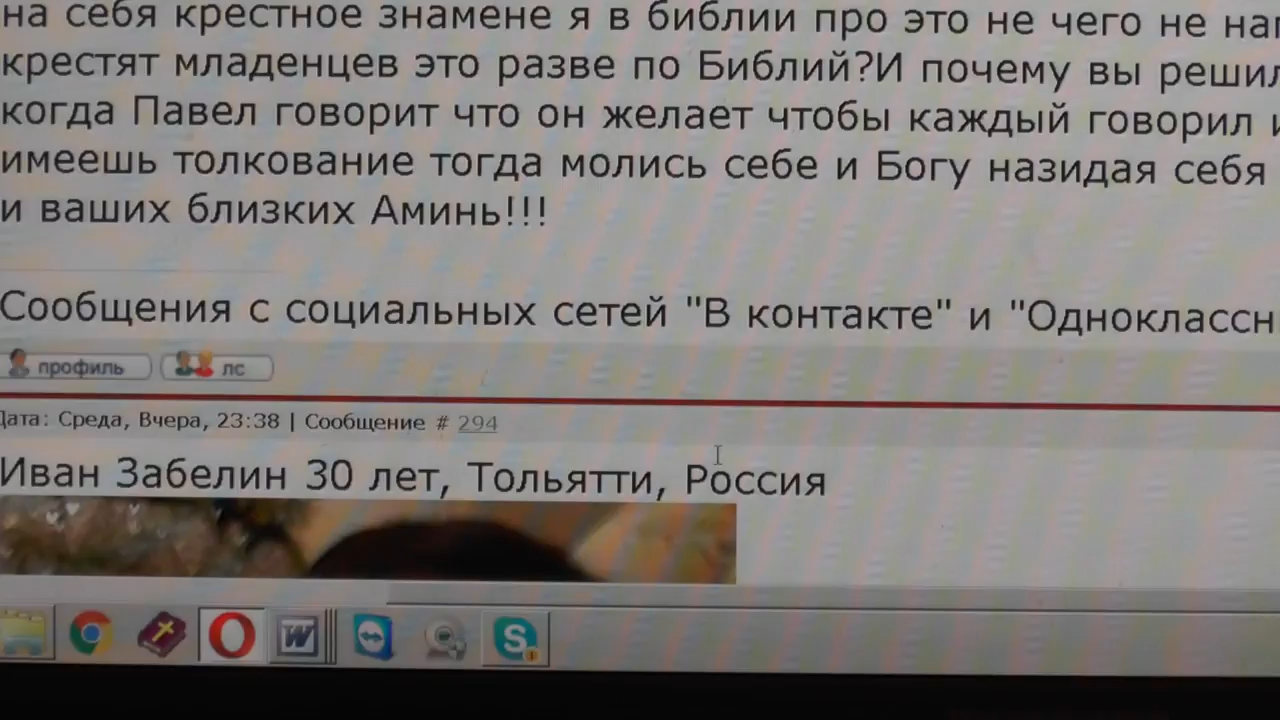 на себя крестное знамене я в библии про это не чего не
крестят младенцев это разве по Библий?И почему вы
когда Павел говорит что он желает чтобы каждый говорил
имеешь толкование тогда молись себе и Богу назидая себя
и ваших близких Аминь!!!
Сообщения с социальных сетей "В контакте" и "Одноклассн
профиль лс
Дата: Среда, Вчера, 23:38 | Сообщение # 294
Иван Забелин 30 лет, Тольятти, Россия
W
S